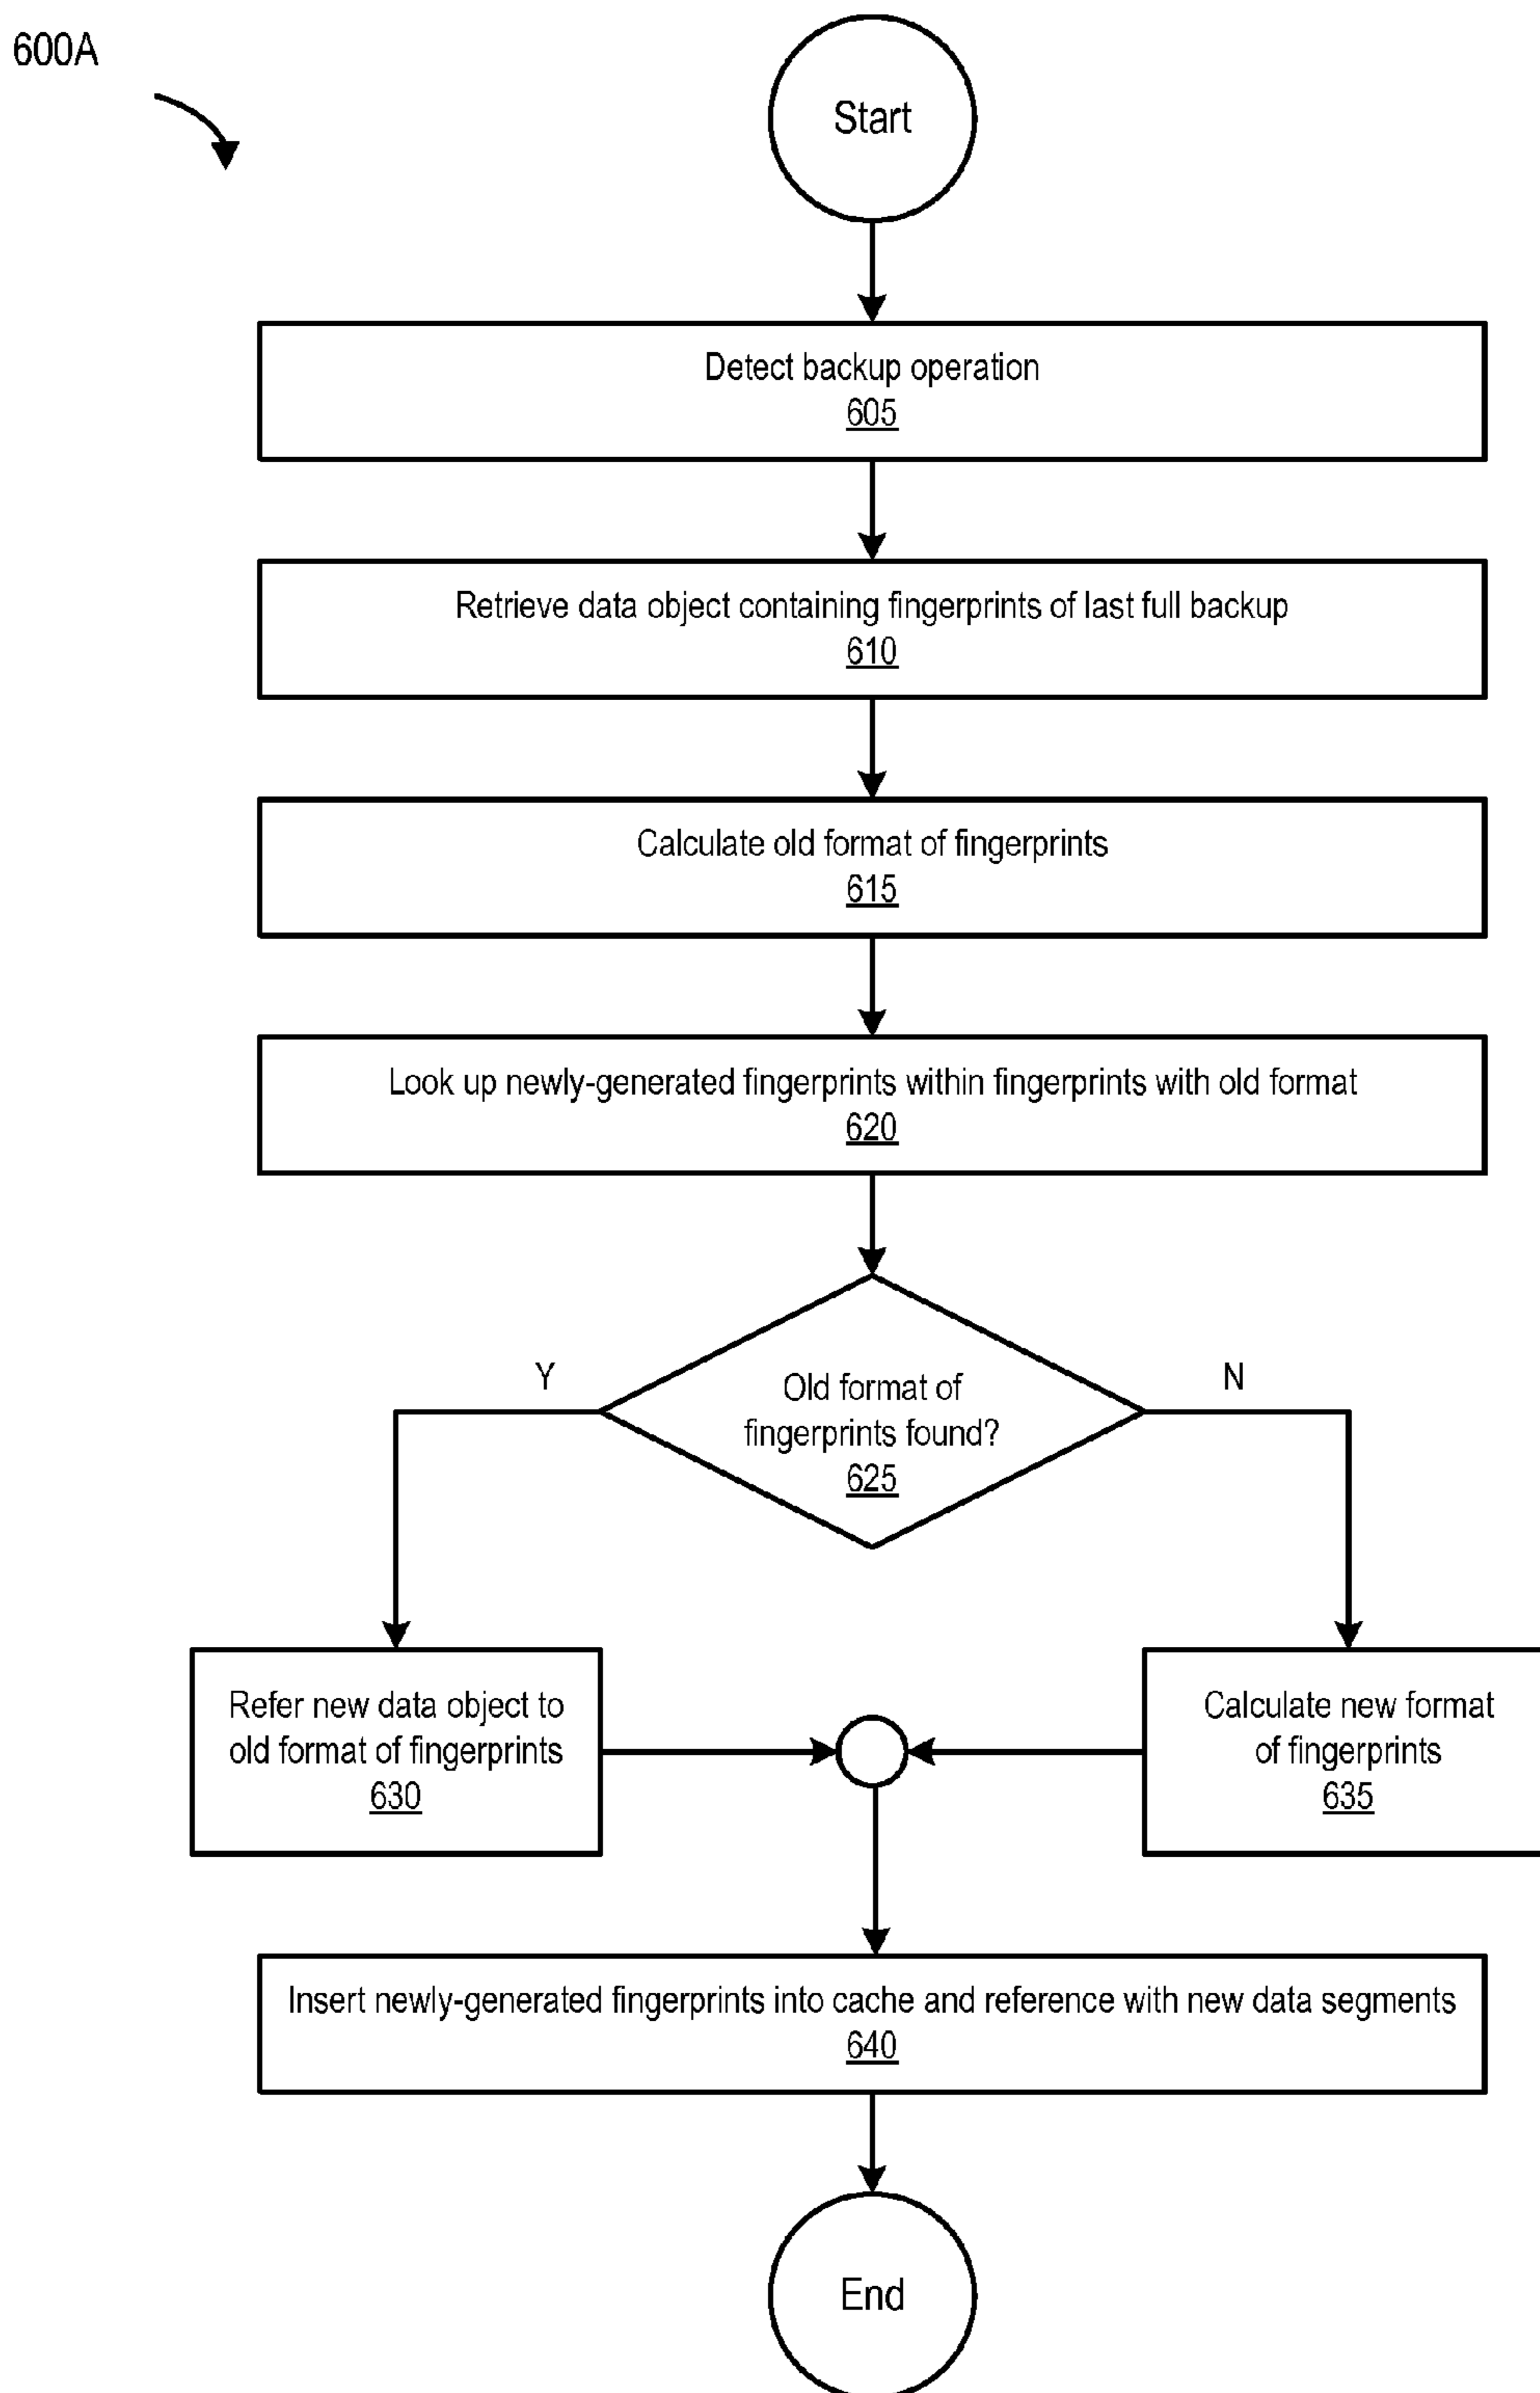 600A
Start
Detect backup operation
605
Retrieve data object containing fingerprints of last full backup
610
Calculate old format of fingerprints
615
Look up newly-generated fingerprints within fingerprints with old format
620
Old format of
fingerprints found?
625
Y
N
Refer new data object to
old format of fingerprints
630
Calculate new format
of fingerprints
635
Insert newly-generated fingerprints into cache and reference with new data segments
640
End